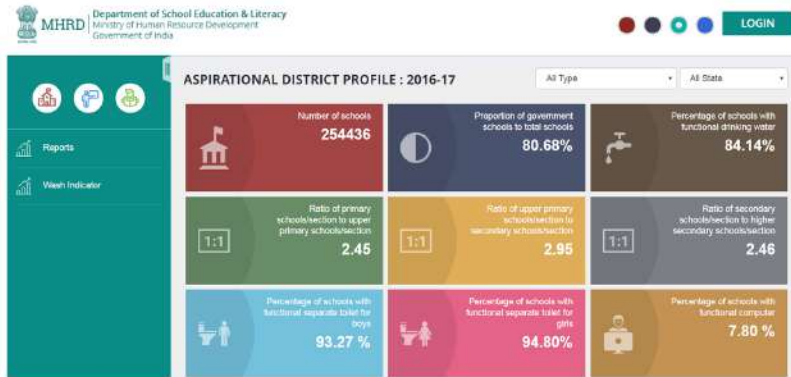 MHRD
Department of School Education & Literacy
Ministry of Human Resource Development
Government of India
LOGIN
ASPIRATIONAL DISTRICT PROFILE : 2016-17
All Type
All State
Reports
Wash Indicator
Number of schools
254436
Proportion of government
schools to total schools
80.68%
Percentage of schools with
functional drinking water
84.14%
1:1
Ratio of primary
schools/section to upper
primary schools/section
2.45
1:1
Ratio of upper primary
schools/section to
secondary schools/section
2.95
1:1
Ratio of secondary
schools/section to higher
secondary schools/section
2.46
Percentage of schools with
functional separate toilet for
boys
93.27 %
Percentage of schools with
functional separate toilet for
girls
94.80%
Percentage of schools with
functional computer
7.80 %